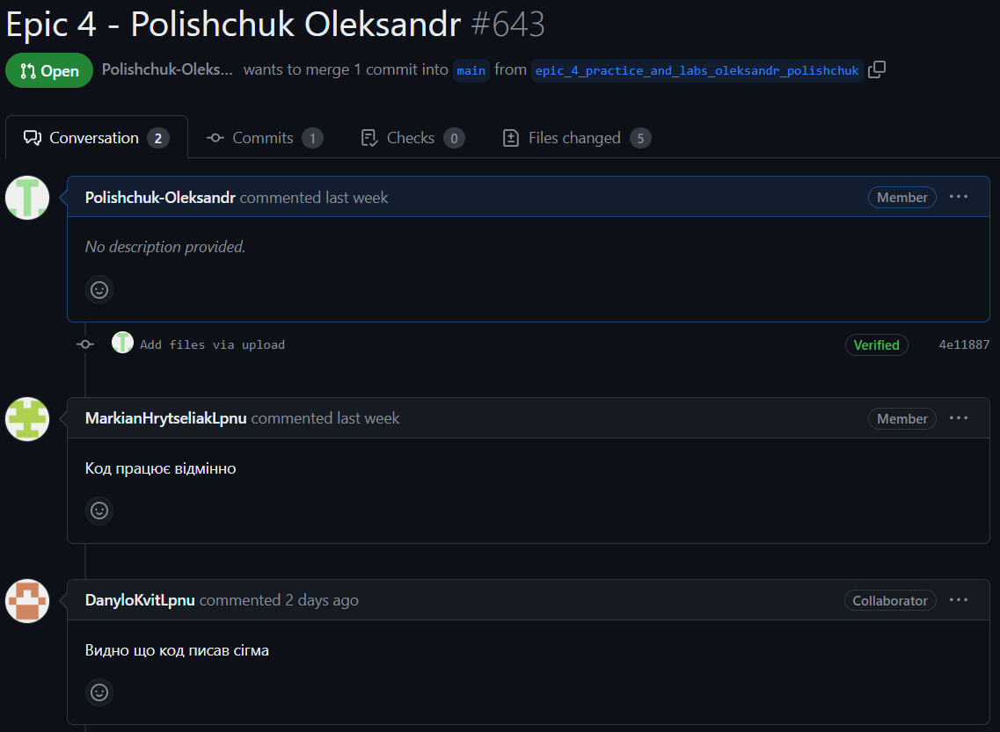 Epic 4 - Polishchuk Oleksandr #643
Open Polishchuk-Oleks... wants to merge 1 commit into main from epic_4_practice_and_labs_oleksandr_polishchuk
Conversation 2 Commits 1 Checks 0 Files changed 5
Polishchuk-Oleksandr commented last week Member ...
No description provided.
Add files via upload Verified 4e11887
MarkianHrytseliakLpnu commented last week Member ...
Код працює відмінно
DanyloKvitLpnu commented 2 days ago Collaborator ...
Видно що код писав сігма